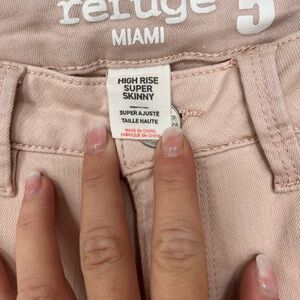 refuge 5
MIAMI
HIGH RISE
SUPER
SKINNY
SUPER AJUSTÉ
TAILLE HAUTE
MADE IN CHINA
FABRIQUÉ EN CHINE